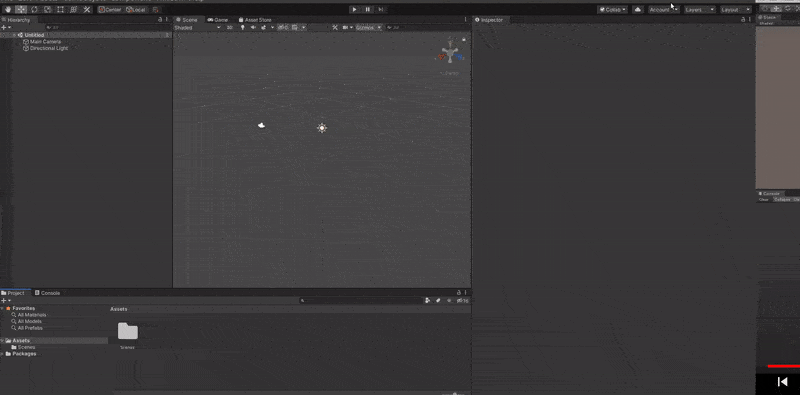 Hierarchy
Scene
Game
Asset Store
Inspector
Center
Local
Collab
Account
Layers
Layout
Shaded
2D
Gizmos
All
Untitled
Main Camera
Directional Light
Project
Console
Favorites
All Materials
All Models
All Prefabs
Assets
Scenes
Packages
Assets
Scenes
Scene
Console
Clear
Collapse